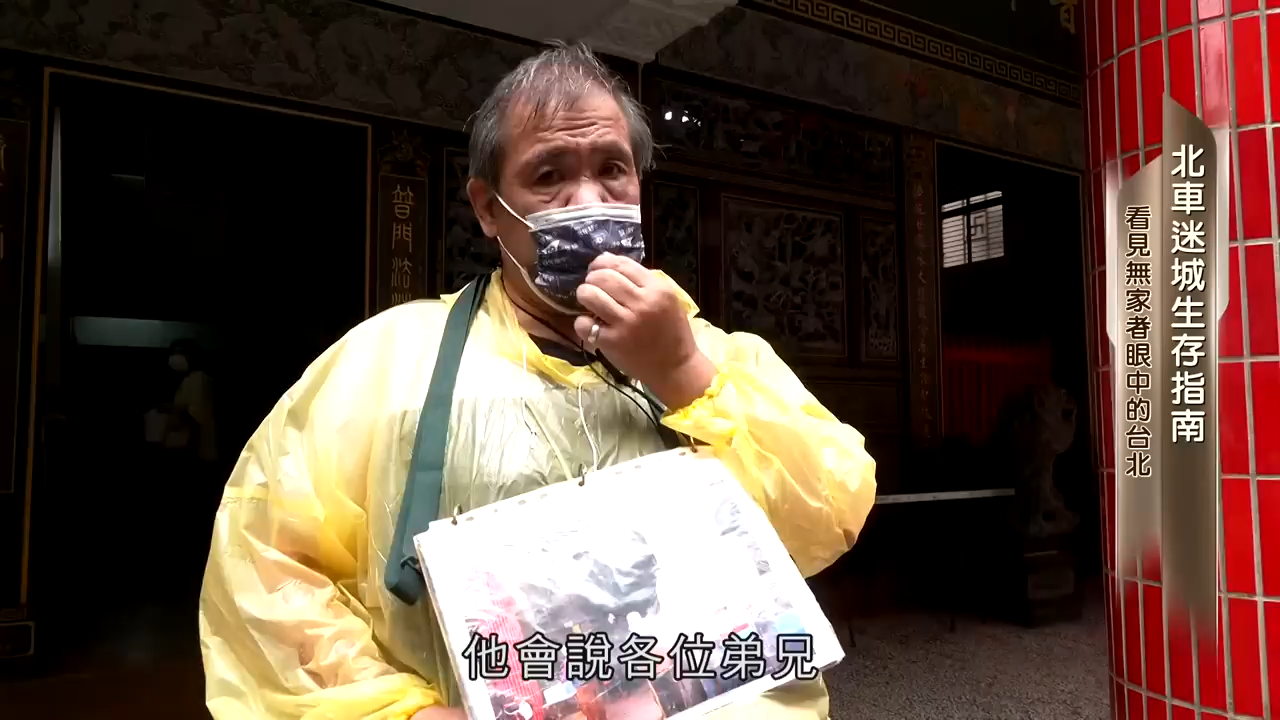 北車迷城生存指南
看見無家者眼中的台北
普門
他會說各位弟兄